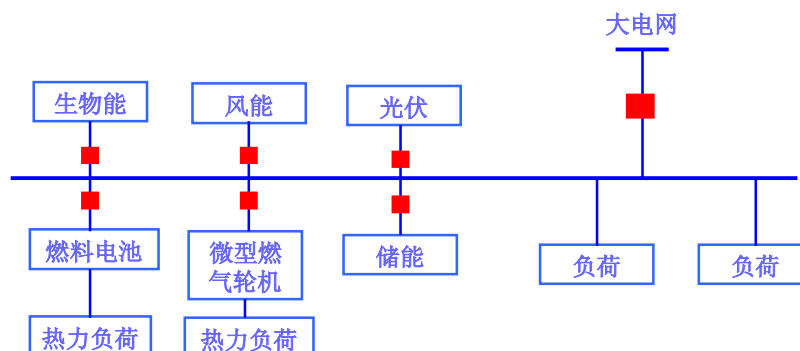 大电网
生物能
风能
光伏
燃料电池
微型燃
气轮机
储能
负荷
负荷
热力负荷
热力负荷